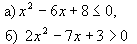 а) x² − 6x + 8 ≤ 0,
б) 2x² − 7x + 3 > 0